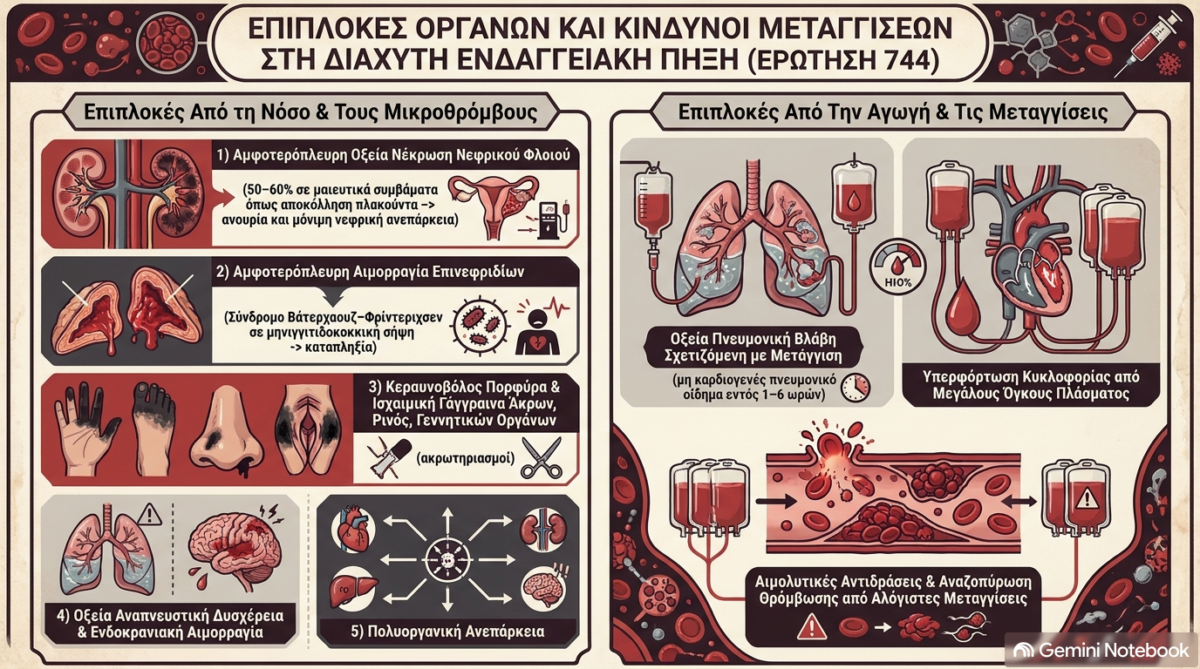 ΕΠΙΠΛΟΚΕΣ ΟΡΓΑΝΩΝ ΚΑΙ ΚΙΝΔΥΝΟΙ ΜΕΤΑΓΓΙΣΕΩΝ
ΣΤΗ ΔΙΑΧΥΤΗ ΕΝΔΑΓΓΕΙΑΚΗ ΠΗΞΗ (ΕΡΩΤΗΣΗ 744)
Επιπλοκές Από τη Νόσο & Τους Μικροθρόμβους
1) Αμφοτερόπλευρη Οξεία Νέκρωση Νεφρικού Φλοιού
(50–60% σε μαιευτικά συμβάματα
όπως αποκόλληση πλακούντα –>
ανουρία και μόνιμη νεφρική ανεπάρκεια)
2) Αμφοτερόπλευρη Αιμορραγία Επινεφριδίων
(Σύνδρομο Βάτερχαουζ–Φρίντεριχσεν
σε μηνιγγιτιδοκοκκική σήψη
-> καταπληξία)
3) Κεραυνοβόλος Πορφύρα &
Ισχαιμική Γάγγραινα Άκρων,
Ρινός, Γεννητικών Οργάνων
(ακρωτηριασμοί)
4) Οξεία Αναπνευστική Δυσχέρεια
& Ενδοκρανιακή Αιμορραγία
5) Πολυοργανική Ανεπάρκεια
Επιπλοκές Από Την Αγωγή & Τις Μεταγγίσεις
HI0%
Οξεία Πνευμονική Βλάβη
Σχετιζόμενη με Μετάγγιση
(μη καρδιογενές πνευμονικό
οίδημα εντός 1–6 ωρών)
Υπερφόρτωση Κυκλοφορίας από
Μεγάλους Όγκους Πλάσματος
Αιμολυτικές Αντιδράσεις & Αναζοπύρωση
Θρόμβωσης από Αλόγιστες Μεταγγίσεις
Gemini Notebook